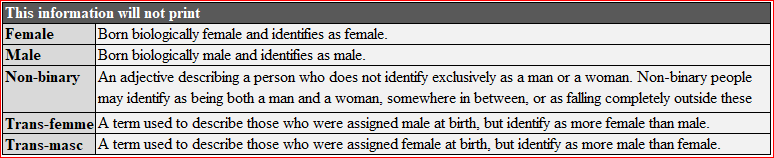 This information will not print
Female Born biologically female and identifies as female.
Male Born biologically male and identifies as male.
Non-binary An adjective describing a person who does not identify exclusively as a man or a woman. Non-binary people
may identify as being both a man and a woman, somewhere in between, or as falling completely outside these
Trans-femme A term used to describe those who were assigned male at birth, but identify as more female than male.
Trans-masc A term used to describe those who were assigned female at birth, but identify as more male than female.